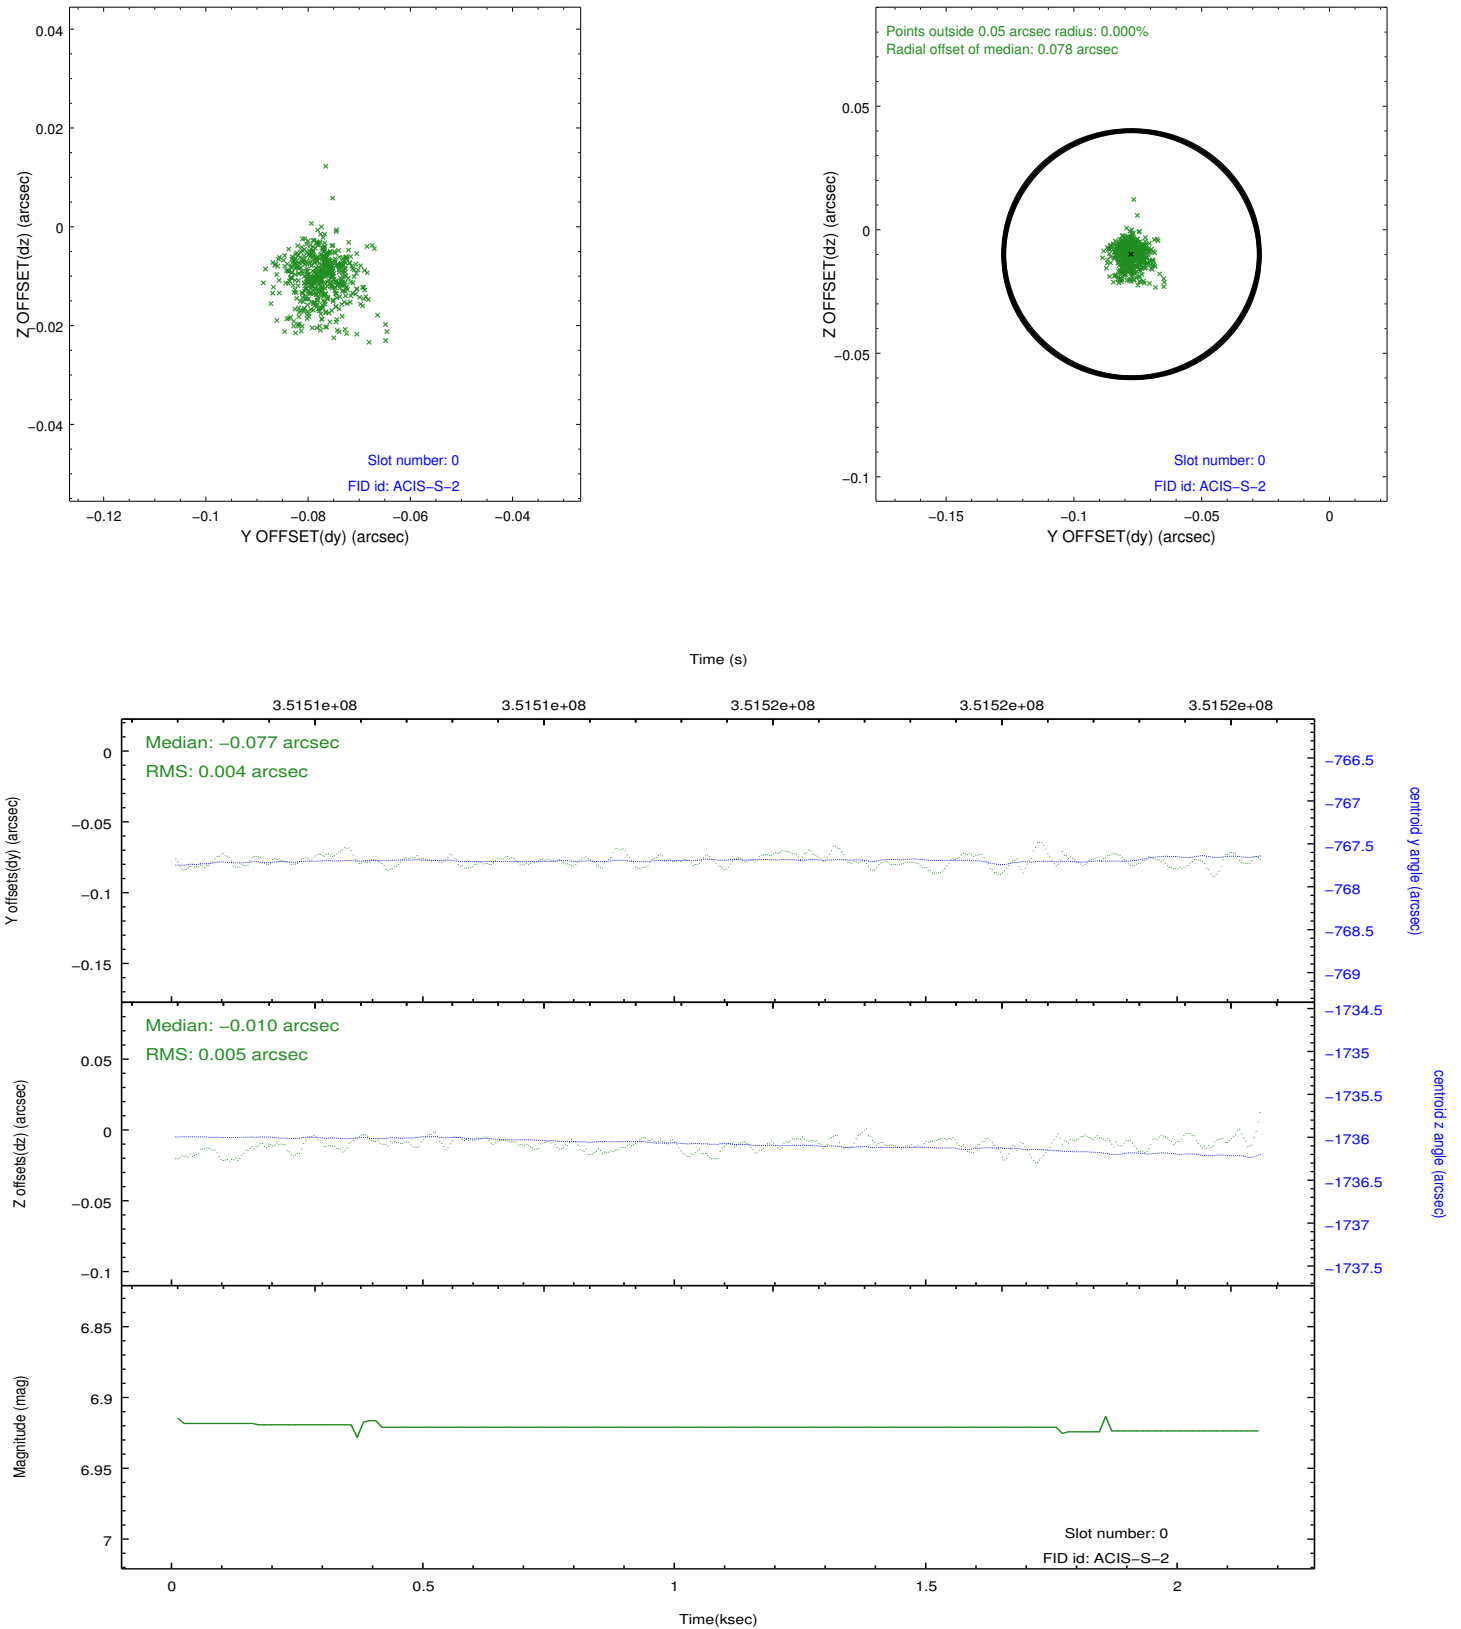 0.04
0.02
0
−0.02
−0.04
Z OFFSET(dz) (arcsec)
Slot number: 0
FID id: ACIS−S−2
−0.12
−0.1
−0.08
−0.06
−0.04
Y OFFSET(dy) (arcsec)
Points outside 0.05 arcsec radius: 0.000%
Radial offset of median: 0.078 arcsec
0.05
0
−0.05
−0.1
Z OFFSET(dz) (arcsec)
Slot number: 0
FID id: ACIS−S−2
−0.15
−0.1
−0.05
0
Y OFFSET(dy) (arcsec)
Time (s)
3.5151e+08
3.5151e+08
3.5152e+08
3.5152e+08
3.5152e+08
Median: −0.077 arcsec
RMS: 0.004 arcsec
0
−0.05
−0.1
−0.15
Y offsets(dy) (arcsec)
−766.5
−767
−767.5
−768
−768.5
−769
centroid y angle (arcsec)
Median: −0.010 arcsec
RMS: 0.005 arcsec
0.05
0
−0.05
−0.1
Z offsets(dz) (arcsec)
−1734.5
−1735
−1735.5
−1736
−1736.5
−1737
−1737.5
centroid z angle (arcsec)
6.85
6.9
6.95
7
Magnitude (mag)
Slot number: 0
FID id: ACIS−S−2
0
0.5
1
1.5
2
Time(ksec)